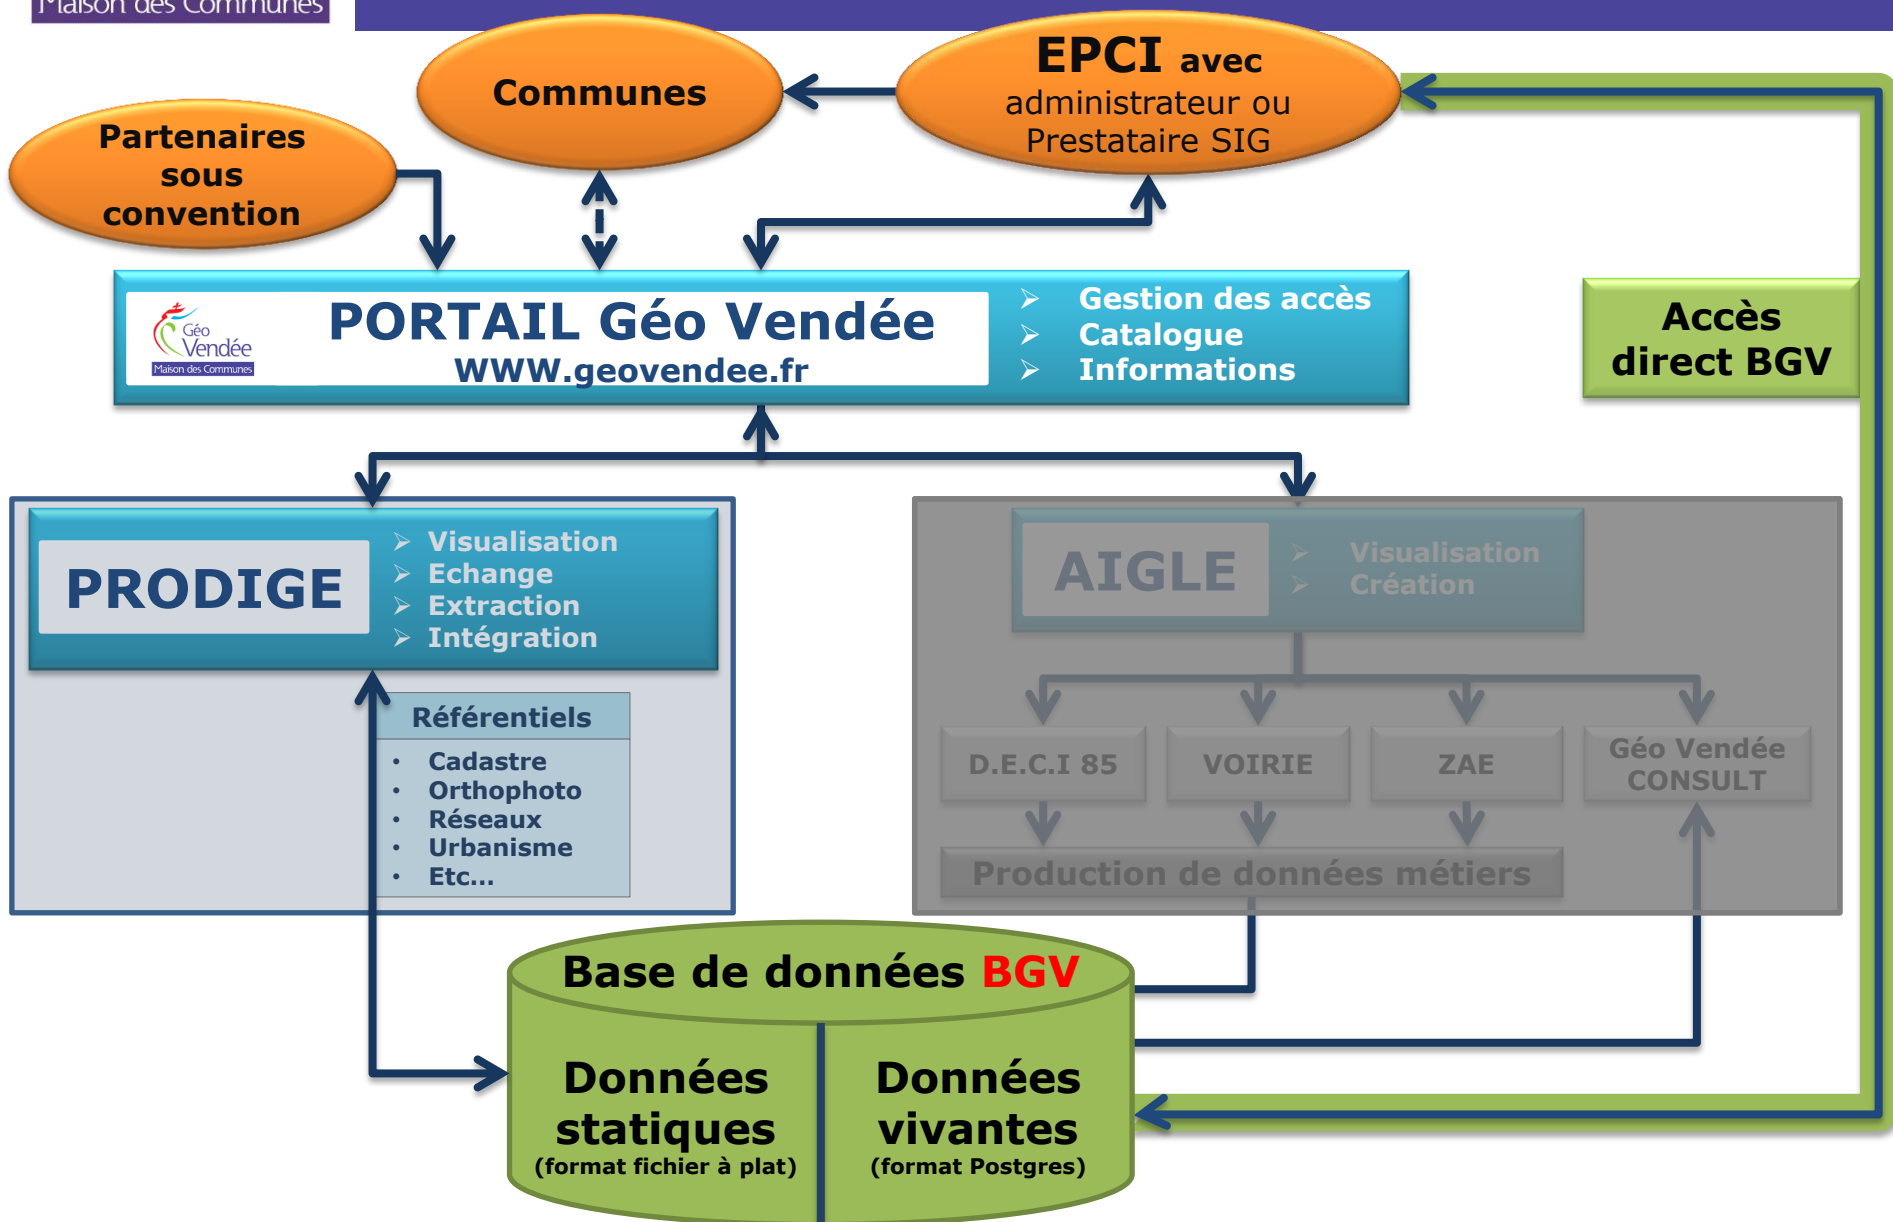 Maison des Communes
EPCI avec
administrateur ou
Prestataire SIG
Communes
Partenaires
sous
convention
Géo
Vendée
Maison des Communes
PORTAIL Géo Vendée
WWW.geovendee.fr
➢ Gestion des accès
➢ Catalogue
➢ Informations
Accès
direct BGV
PRODIGE
➢ Visualisation
➢ Echange
➢ Extraction
➢ Intégration
AIGLE
➢ Visualisation
➢ Création
Référentiels
• Cadastre
• Orthophoto
• Réseaux
• Urbanisme
• Etc...
D.E.C.I 85
VOIRIE
ZAE
Géo Vendée
CONSULT
Production de données métiers
Base de données BGV
Données
statiques
(format fichier à plat)
Données
vivantes
(format Postgres)